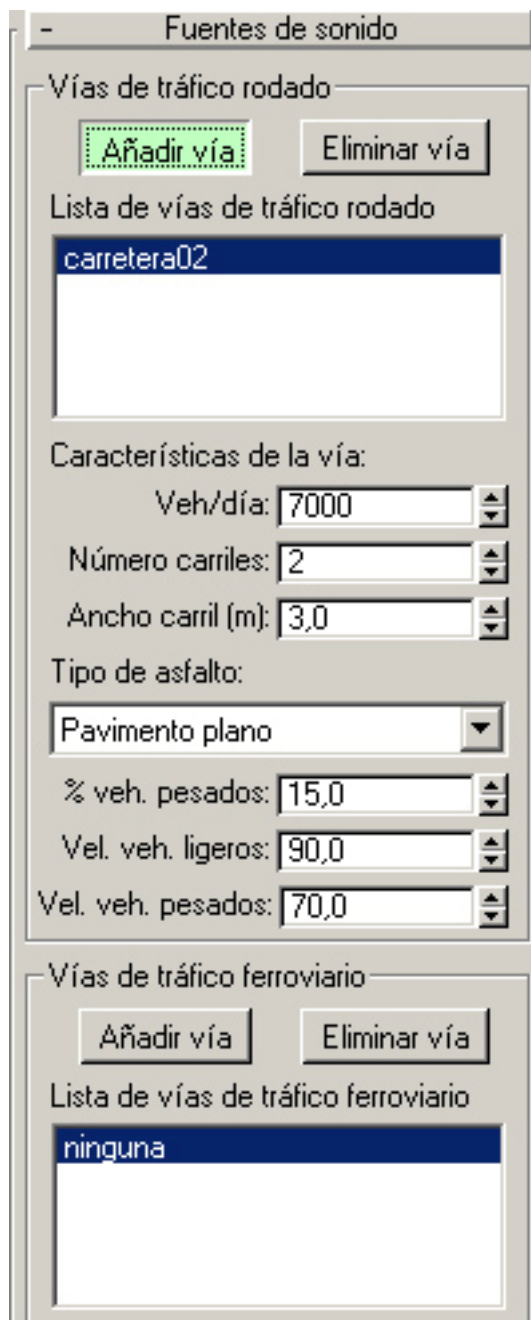 - Fuentes de sonido
Vías de tráfico rodado
Añadir vía Eliminar vía
Lista de vías de tráfico rodado
carretera02
Características de la vía:
Veh/día: 7000
Número carriles: 2
Ancho carril (m): 3,0
Tipo de asfalto:
Pavimento plano
% veh. pesados: 15,0
Vel. veh. ligeros: 90,0
Vel. veh. pesados: 70,0
Vías de tráfico ferroviario
Añadir vía Eliminar vía
Lista de vías de tráfico ferroviario
ninguna